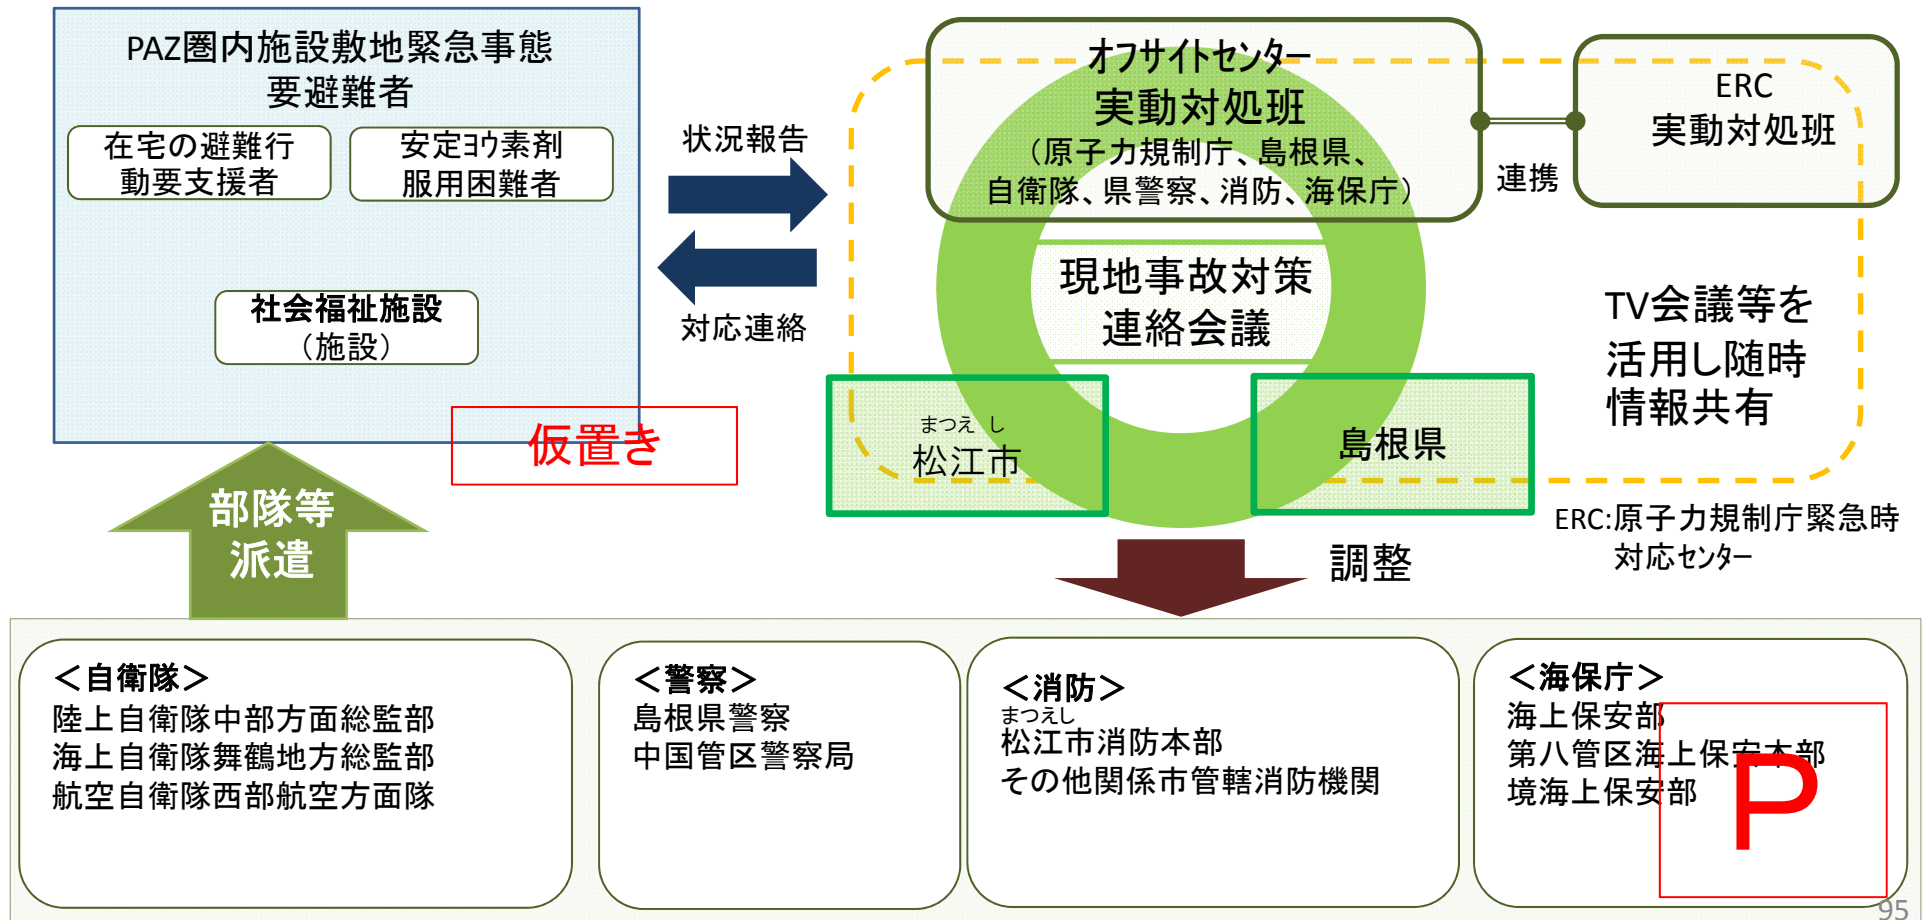 PAZ圏内施設敷地緊急事態
要避難者
在宅の避難行
動要支援者
安定ﾖｳ素剤
服用困難者
社会福祉施設
（施設）
仮置き
状況報告
対応連絡
オフサイトセンター
実動対処班
（原子力規制庁、島根県、
自衛隊、県警察、消防、海保庁）
連携
ERC
実動対処班
現地事故対策
連絡会議
TV会議等を
活用し随時
情報共有
まつえ し
松江市
島根県
ERC:原子力規制庁緊急時
対応センター
部隊等
派遣
調整
＜自衛隊＞
陸上自衛隊中部方面総監部
海上自衛隊舞鶴地方総監部
航空自衛隊西部航空方面隊
＜警察＞
島根県警察
中国管区警察局
＜消防＞
まつえし
松江市消防本部
その他関係市管轄消防機関
＜海保庁＞
海上保安部
第八管区海上保安本部
境海上保安部
P
95